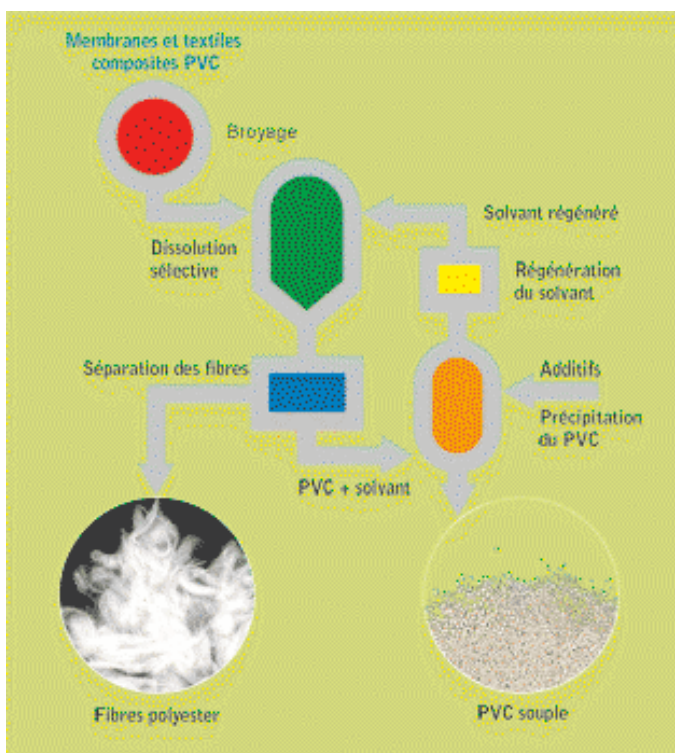 Membranes et textiles
composites PVC
Broyage
Solvant régénéré
Dissolution
sélective
Régénération
du solvant
Séparation des fibres
Additifs
Précipitation
du PVC
PVC + solvant
Fibres polyester
PVC souple